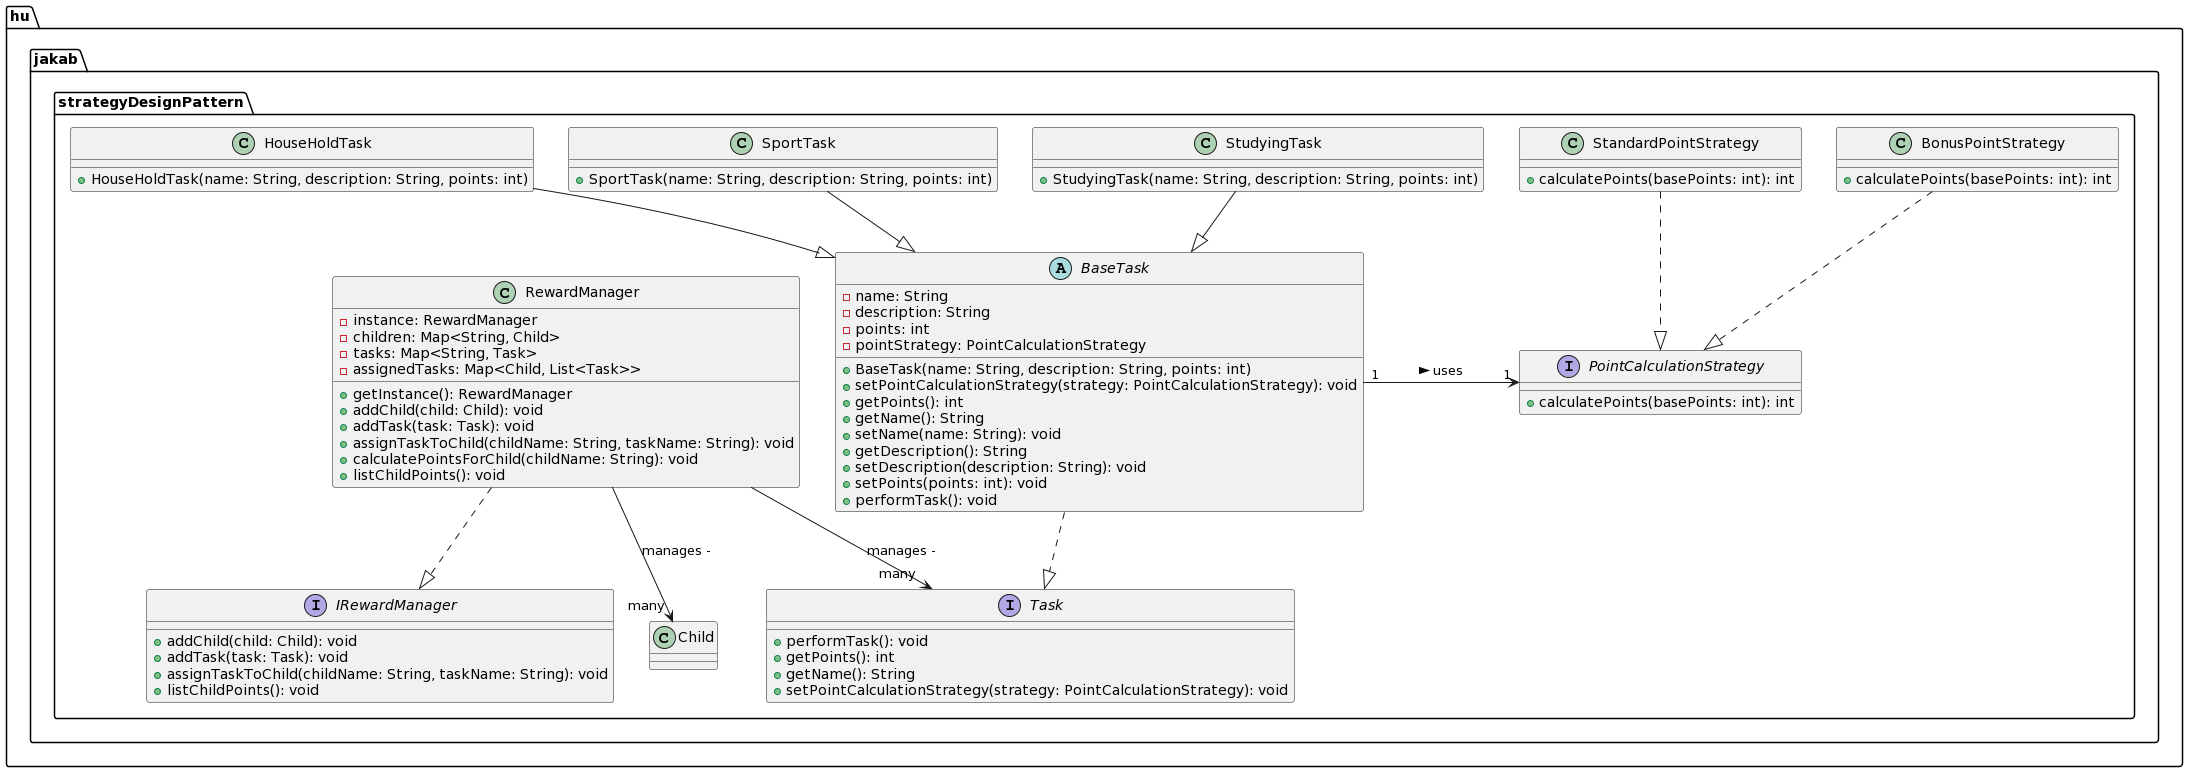 hu
jakab
strategyDesignPattern
C HouseHoldTask
HouseHoldTask(name: String, description: String, points: int)
C SportTask
SportTask(name: String, description: String, points: int)
C StudyingTask
StudyingTask(name: String, description: String, points: int)
C StandardPointStrategy
calculatePoints(basePoints: int): int
C BonusPointStrategy
calculatePoints(basePoints: int): int
C RewardManager
instance: RewardManager
children: Map<String, Child>
tasks: Map<String, Task>
assignedTasks: Map<Child, List<Task>>
getInstance(): RewardManager
addChild(child: Child): void
addTask(task: Task): void
assignTaskToChild(childName: String, taskName: String): void
calculatePointsForChild(childName: String): void
listChildPoints(): void
A BaseTask
name: String
description: String
points: int
pointStrategy: PointCalculationStrategy
BaseTask(name: String, description: String, points: int)
setPointCalculationStrategy(strategy: PointCalculationStrategy): void
getPoints(): int
getName(): String
setName(name: String): void
getDescription(): String
setDescription(description: String): void
setPoints(points: int): void
performTask(): void
1
uses
1
I PointCalculationStrategy
calculatePoints(basePoints: int): int
manages -
many
manages -
many
I IRewardManager
addChild(child: Child): void
addTask(task: Task): void
assignTaskToChild(childName: String, taskName: String): void
listChildPoints(): void
C Child
I Task
performTask(): void
getPoints(): int
getName(): String
setPointCalculationStrategy(strategy: PointCalculationStrategy): void